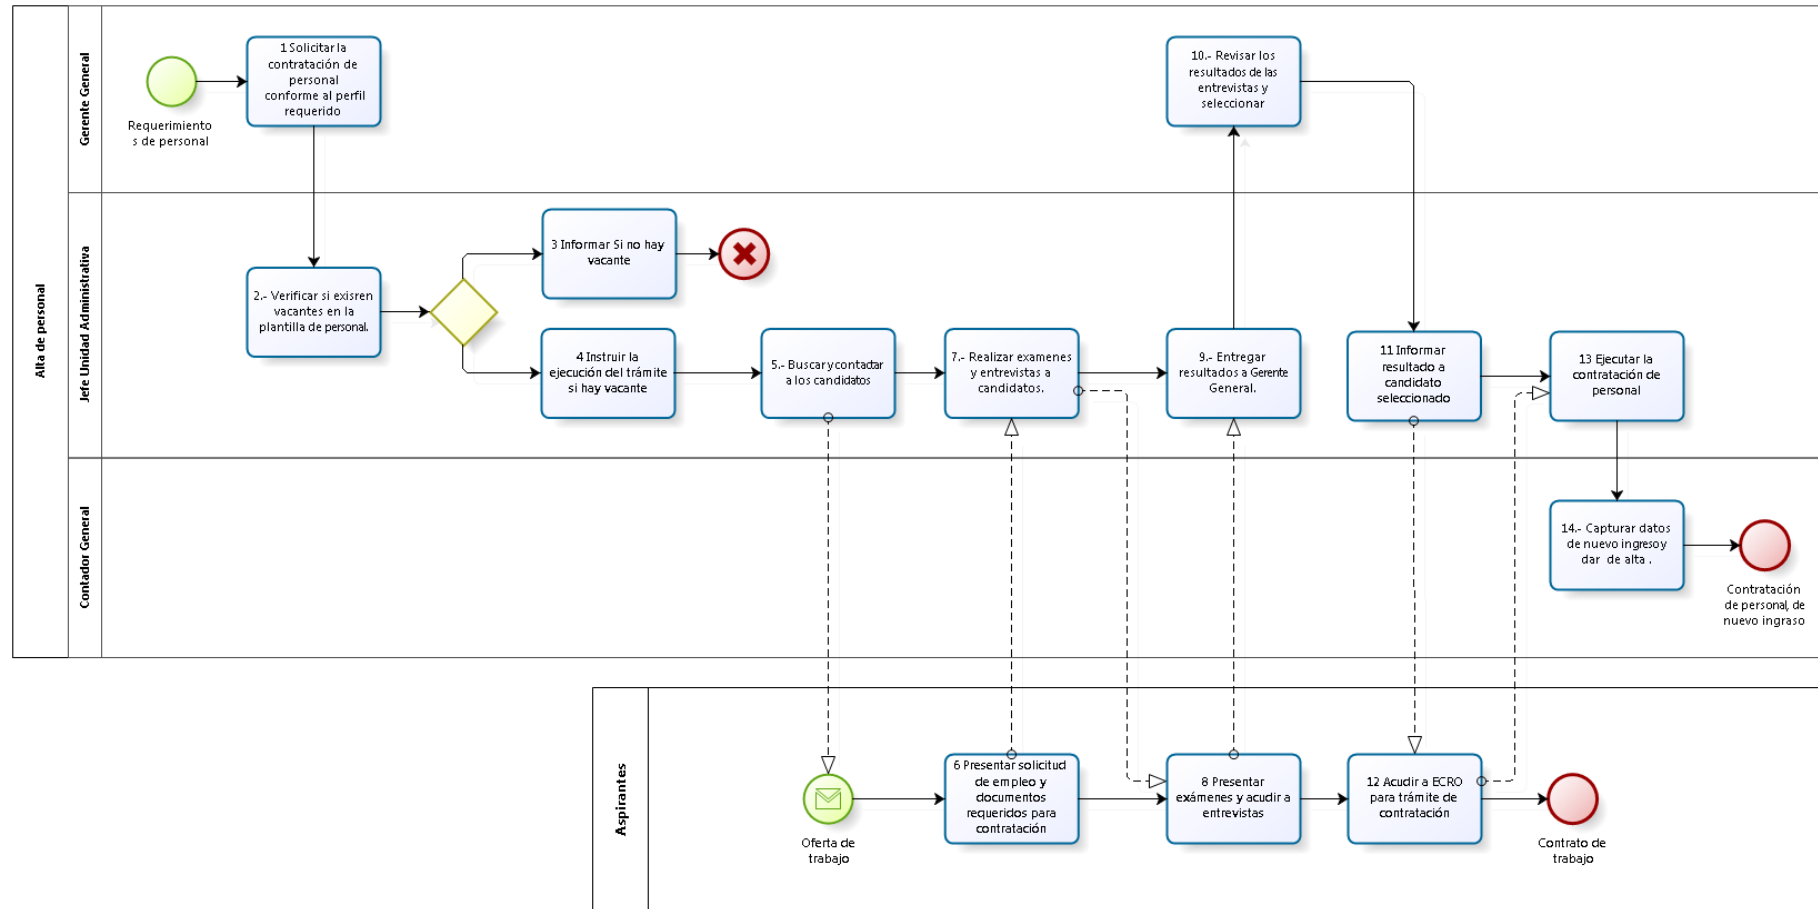 Alta de personal
Gerente General
Requerimiento
s de personal
1 Solicitar la
contratación de
personal
conforme al perfil
requerido
10.- Revisar los
resultados de las
entrevistas y
seleccionar
Jefe Unidad Administrativa
2.- Verificar si exisren
vacantes en la
plantilla de personal.
3 Informar Si no hay
vacante
4 Instruir la
ejecución del trámite
si hay vacante
5.- Buscar y contactar
a los candidatos
7.- Realizar examenes
y entrevistas a
candidatos.
9.- Entregar
resultados a Gerente
General.
11 Informar
resultado a
candidato
seleccionado
13 Ejecutar la
contratación de
personal
Contador General
14.- Capturar datos
de nuevo ingreso y
dar de alta .
Contratación
de personal, de
nuevo ingraso
Aspirantes
Oferta de
trabajo
6 Presentar solicitud
de empleo y
documentos
requeridos para
contratación
8 Presentar
exámenes y acudir a
entrevistas
12 Acudir a ECRO
para trámite de
contratación
Contrato de
trabajo